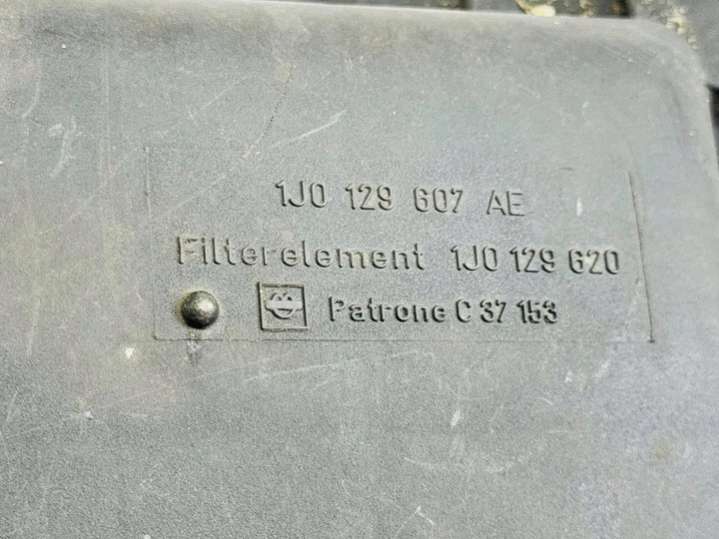 1J0 129 607 AE
Filterelement 1J0 129 620
Patrone C 37 153